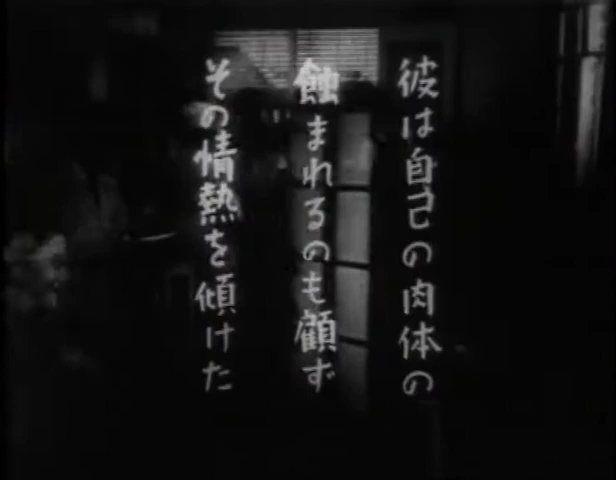 彼は自己の肉体の
蝕まれるのも顧ず
その情熱を傾けた